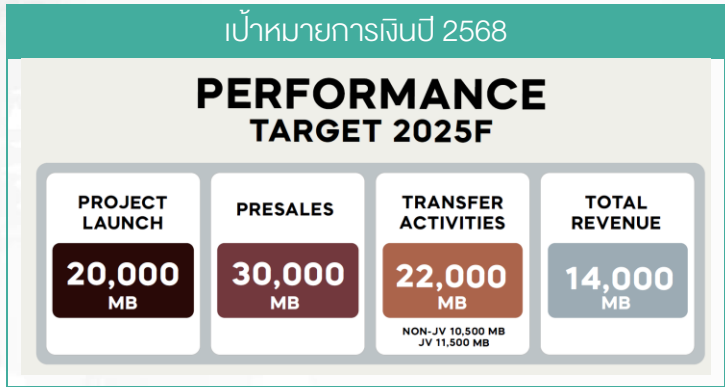 เป้าหมายการเงินปี 2568
PERFORMANCE
TARGET 2025F
PROJECT
LAUNCH
20,000
MB
PRESALES
30,000
MB
TRANSFER
ACTIVITIES
22,000
MB
NON-JV 10,500 MB
JV 11,500 MB
TOTAL
REVENUE
14,000
MB